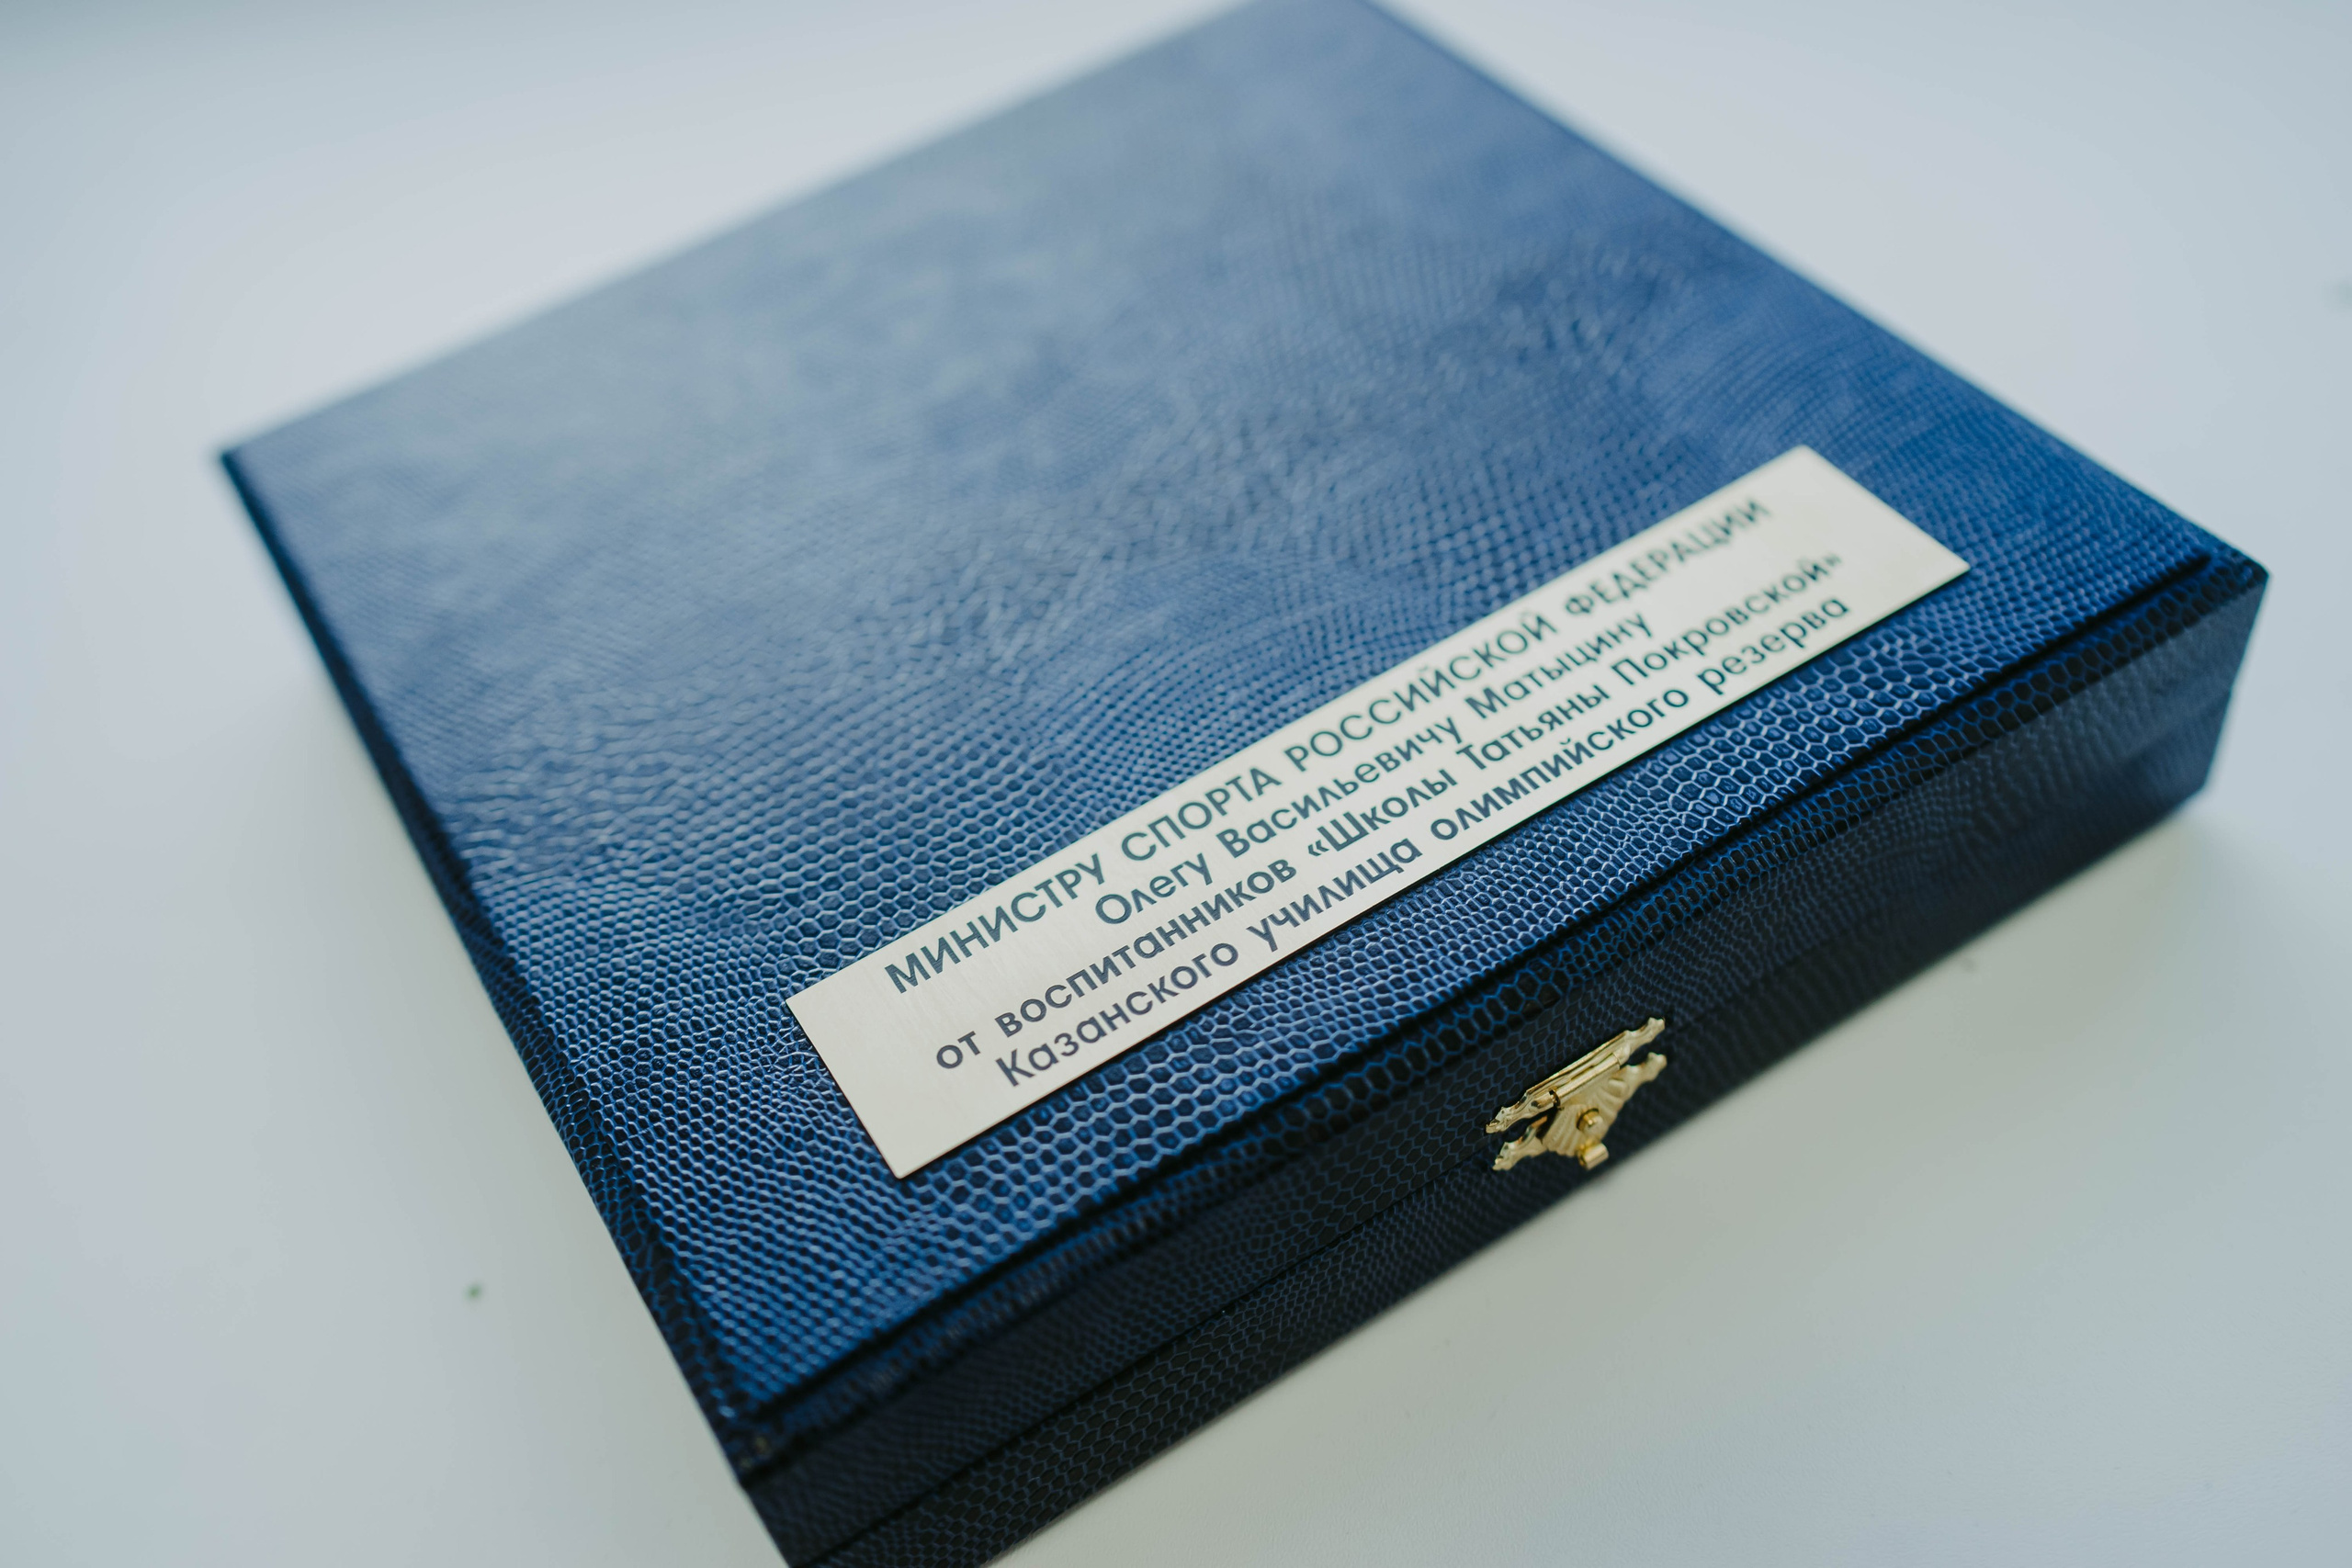 МИНИСТРУ СПОРТА РОССИЙСКОЙ ФЕДЕРАЦИИ
Олегу Васильевичу Матыцину
от воспитанников «Школы Татьяны Покровской»
Казанского училища олимпийского резерва